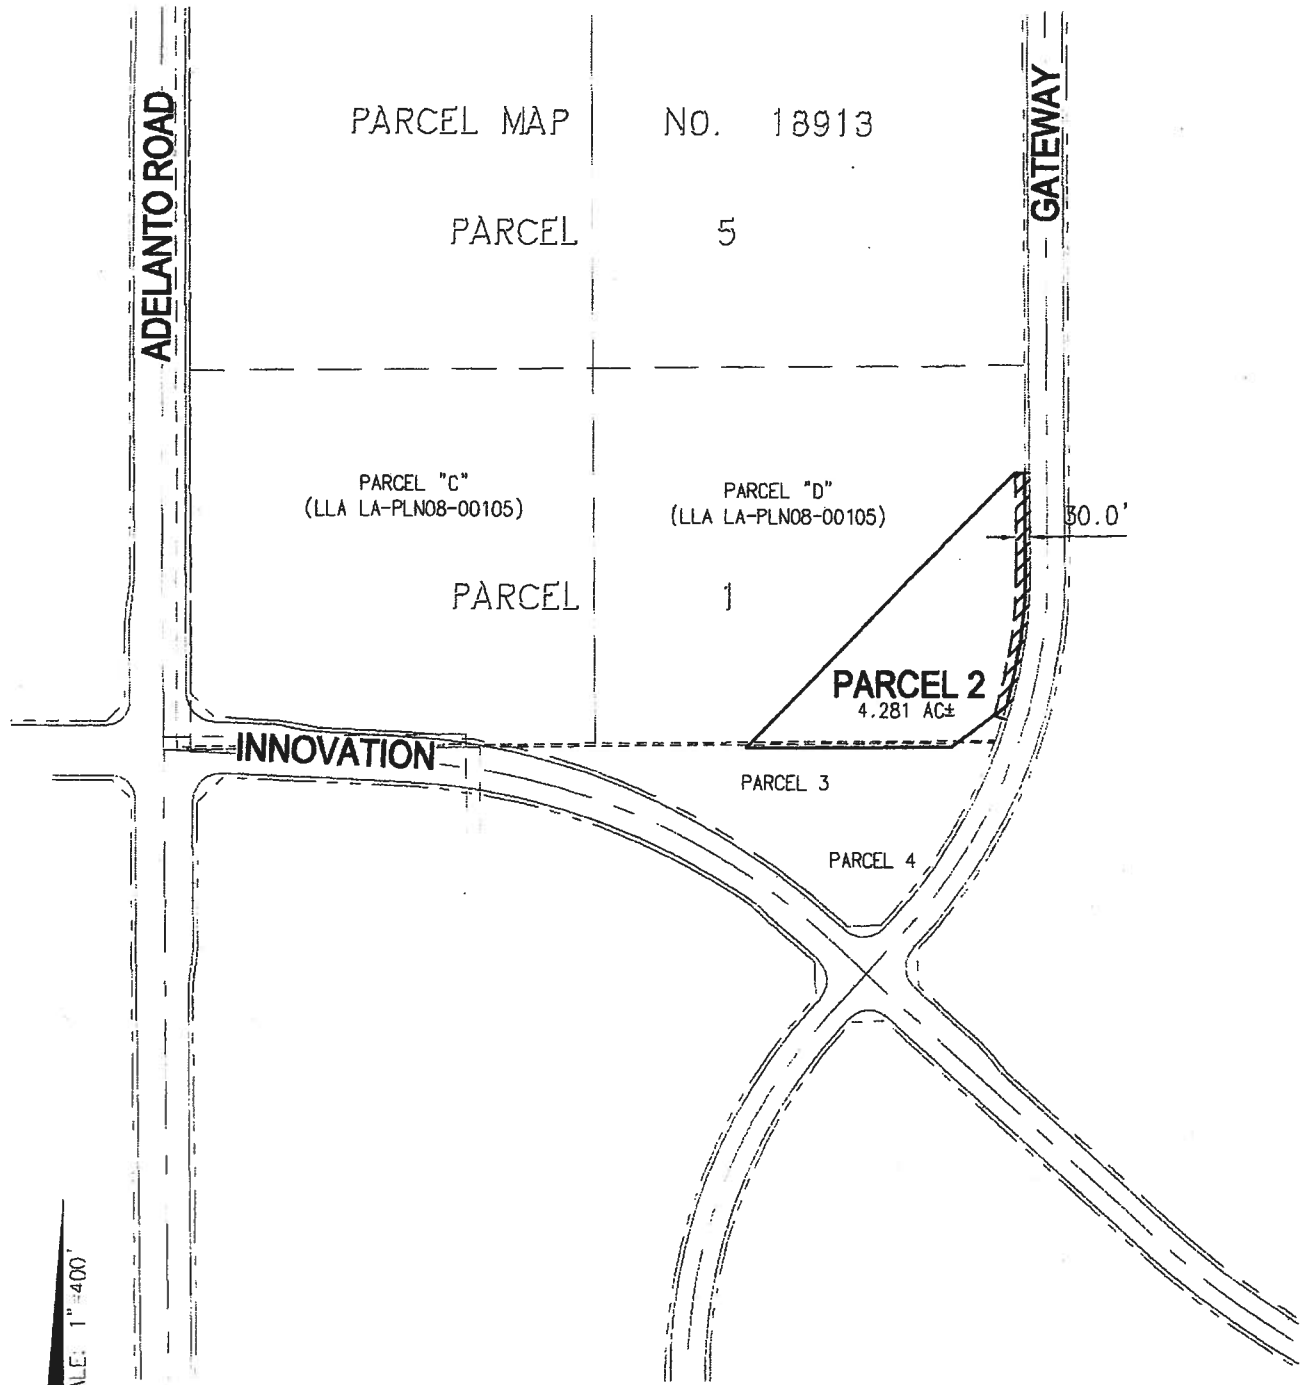 PARCEL MAP NO. 18913
PARCEL 5
ADELANTO ROAD
GATEWAY
PARCEL "C"
(LLA LA-PLN08-00105)
PARCEL "D"
(LLA LA-PLN08-00105)
30.0'
PARCEL 1
PARCEL 2
4.281 AC±
INNOVATION
PARCEL 3
PARCEL 4
ALE: 1"=400'